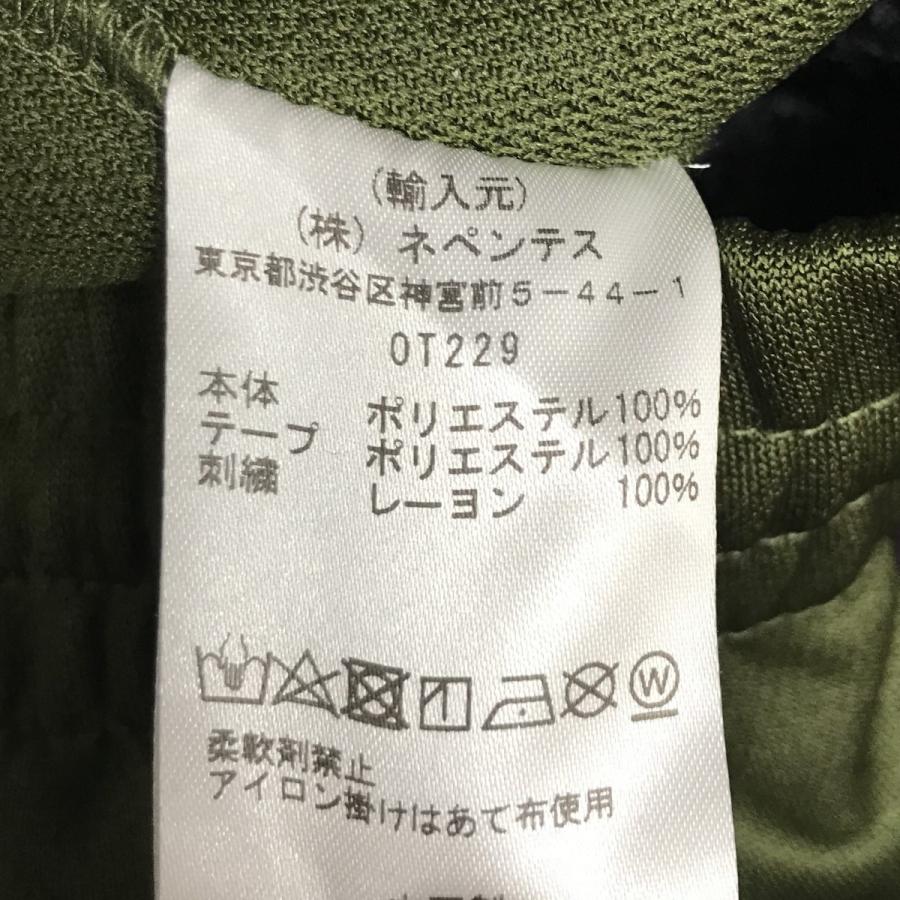 (輸入元)
(株) ネペンテス
東京都渋谷区神宮前5-44-1
OT229
本体 ポリエステル100%
テープ ポリエステル100%
刺繍 レーヨン 100%
W
柔軟剤禁止
アイロン掛けはあて布使用